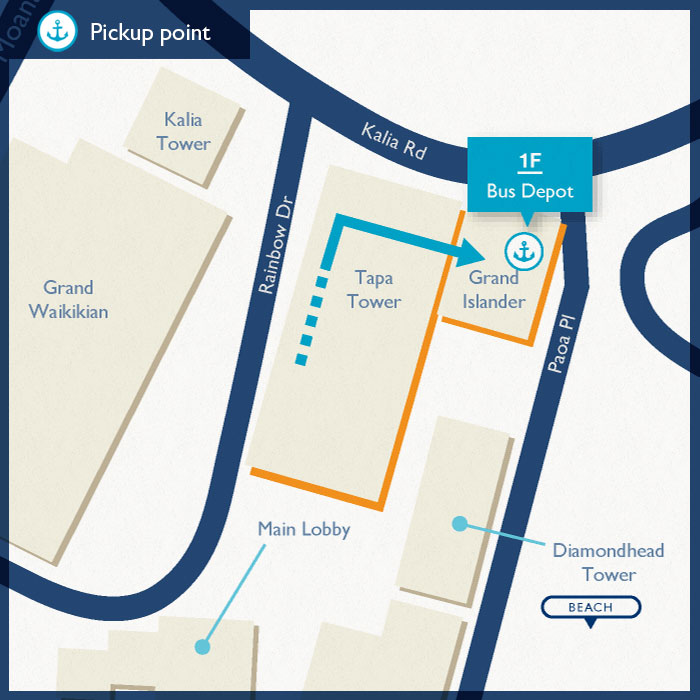 Pickup point
Moana
Kalia
Tower
Kalia Rd
1F
Bus Depot
Rainbow Dr
Grand
Waikikian
Tapa
Tower
Grand
Islander
Paoa Pl
Main Lobby
Diamondhead
Tower
BEACH